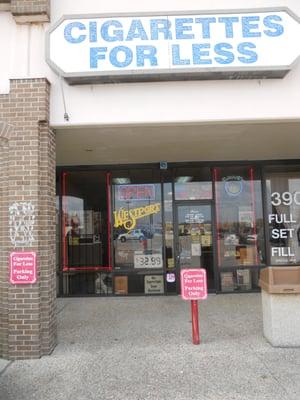 CIGARETTES
FOR LESS
OPEN
WESTPORT
32.99
390
FULL
SET
FILL
Cigarettes
For Less
Parking
Only
Cigarettes
For Less
Parking
Only